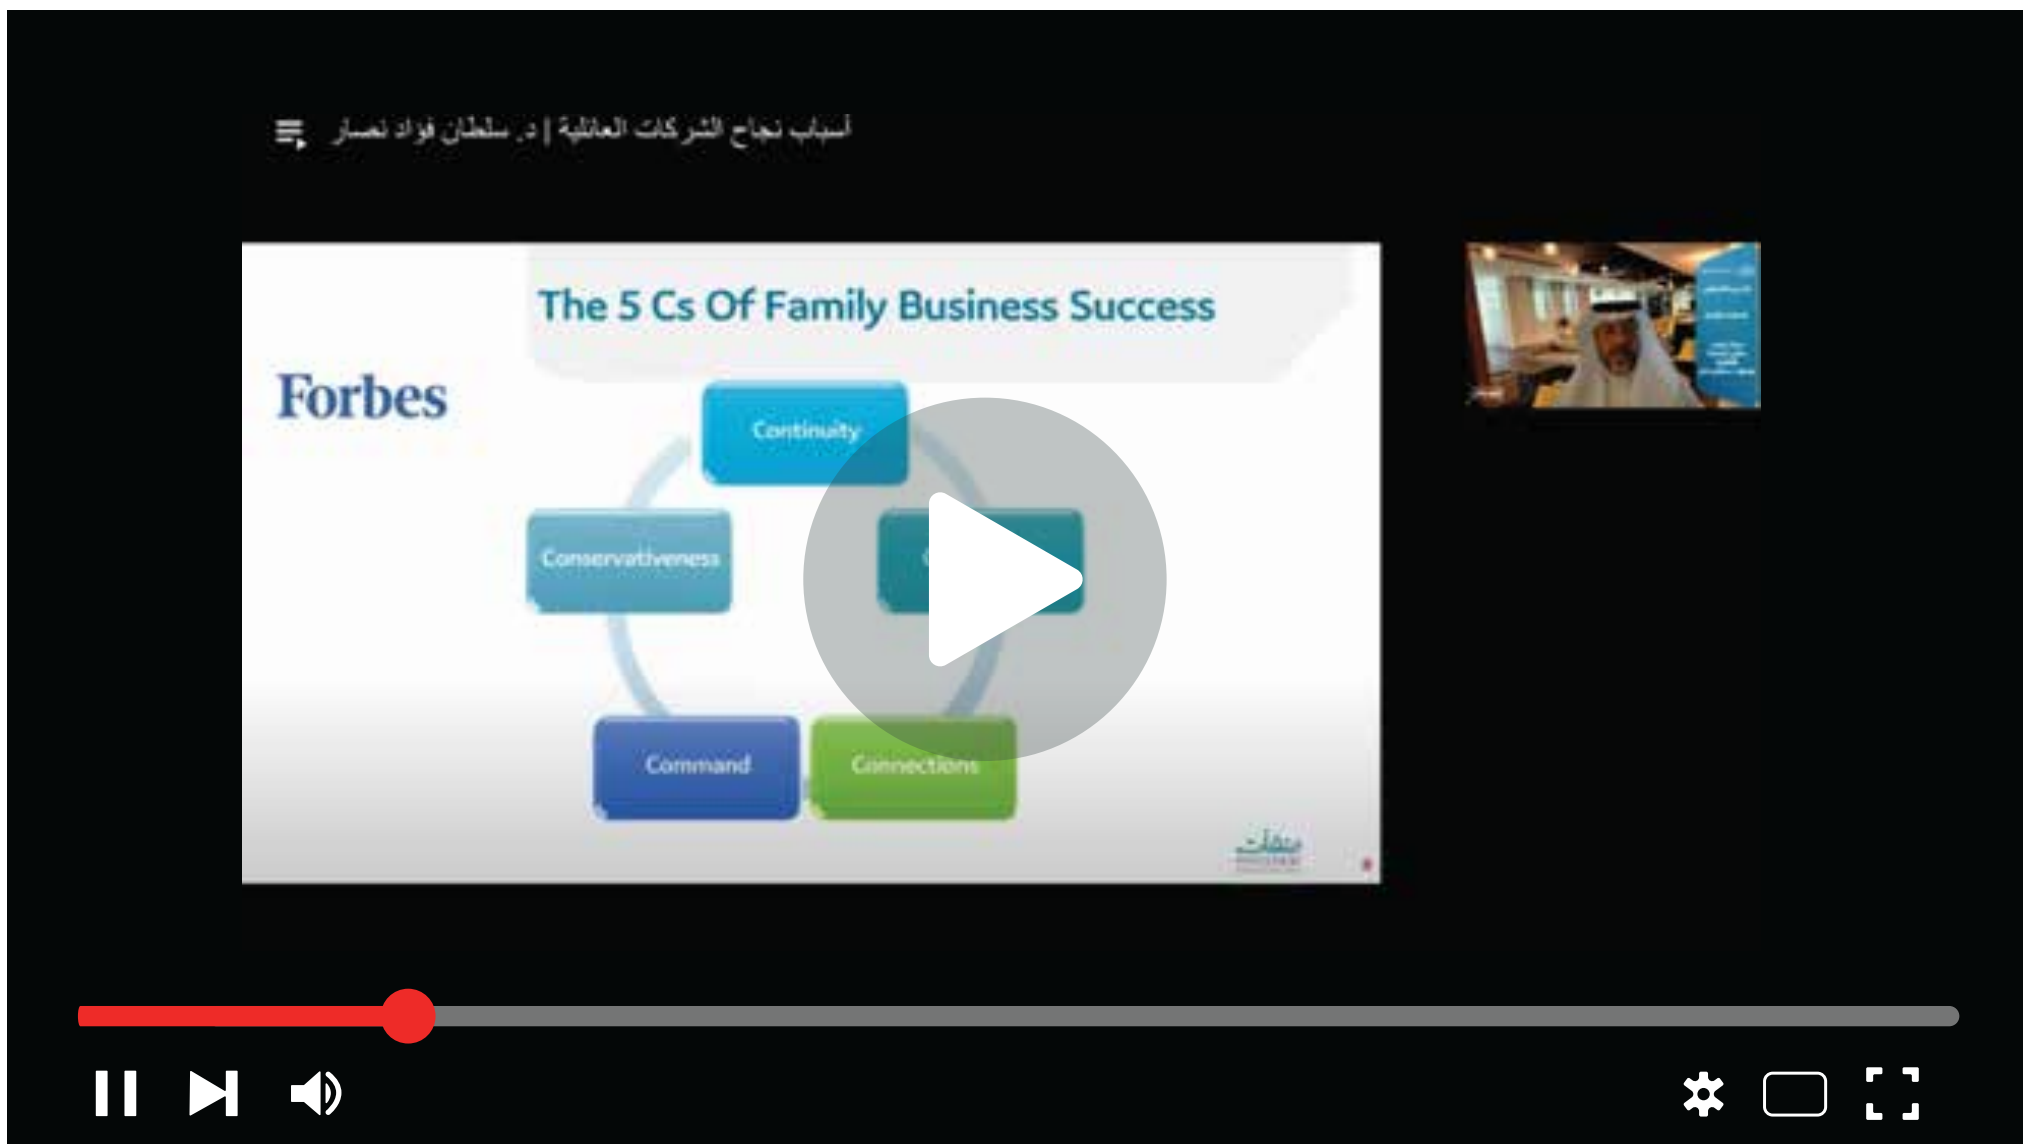 أسباب نجاح الشركات العائلية | د. سلطان فؤاد نصار
The 5 Cs Of Family Business Success
Forbes
Continuity
Conservativeness
Command
Connections